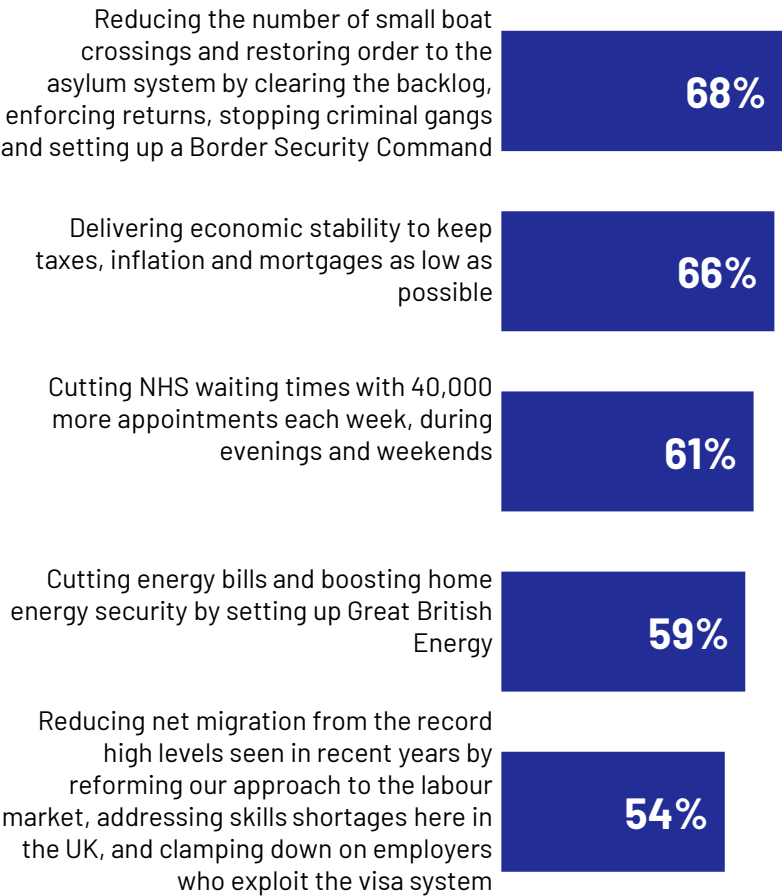 Reducing the number of small boat
crossings and restoring order to the
asylum system by clearing the backlog,
enforcing returns, stopping criminal gangs
and setting up a Border Security Command
68%
Delivering economic stability to keep
taxes, inflation and mortgages as low as
possible
66%
Cutting NHS waiting times with 40,000
more appointments each week, during
evenings and weekends
61%
Cutting energy bills and boosting home
energy security by setting up Great British
Energy
59%
Reducing net migration from the record
high levels seen in recent years by
reforming our approach to the labour
market, addressing skills shortages here in
the UK, and clamping down on employers
who exploit the visa system
54%